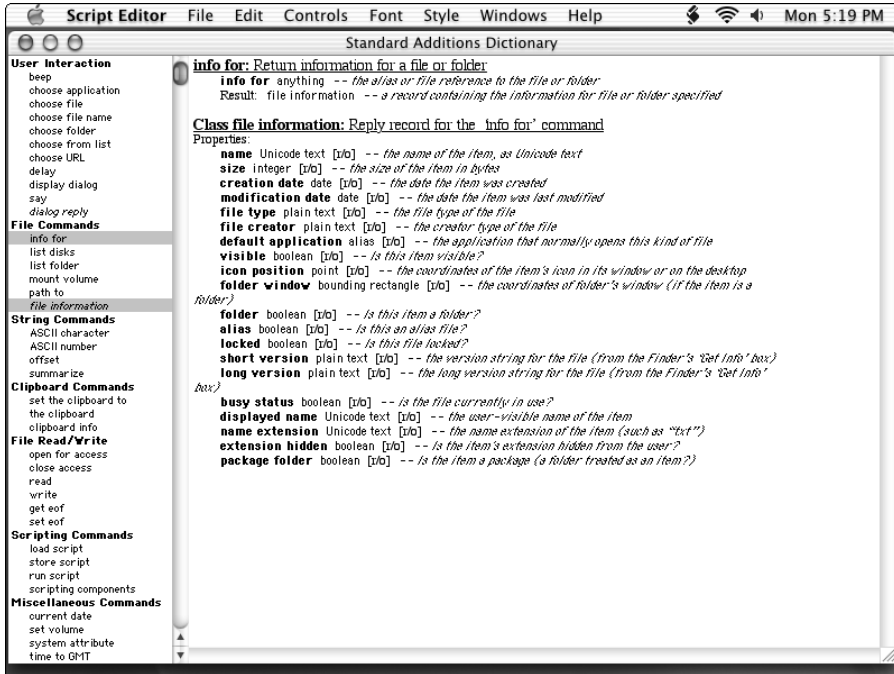 Script Editor File Edit Controls Font Style Windows Help Mon 5:19 PM
Standard Additions Dictionary
User Interaction
beep
choose application
choose file
choose file name
choose folder
choose from list
choose URL
delay
display dialog
say
dialog reply
File Commands
info for
list disks
list folder
mount volume
path to
file information
String Commands
ASCII character
ASCII number
offset
summarize
Clipboard Commands
set the clipboard to
the clipboard
clipboard info
File Read/Write
open for access
close access
read
write
get eof
set eof
Scripting Commands
load script
store script
run script
scripting components
Miscellaneous Commands
current date
set volume
system attribute
time to GMT
info for: Return information for a file or folder
info for anything -- the alias or file reference to the file or folder
Result: file information -- a record containing the information for file or folder specified
Class file information: Reply record for the 'info for' command
Properties:
name Unicode text [r/o] -- the name of the item, as Unicode text
size integer [r/o] -- the size of the item in bytes
creation date date [r/o] -- the date the item was created
modification date date [r/o] -- the date the item was last modified
file type plain text [r/o] -- the file type of the file
file creator plain text [r/o] -- the creator type of the file
default application alias [r/o] -- the application that normally opens this kind of file
visible boolean [r/o] -- Is this item visible?
icon position point [r/o] -- the coordinates of the item's icon in its window or on the desktop
folder window bounding rectangle [r/o] -- the coordinates of folder's window (if the item is a
folder)
folder boolean [r/o] -- Is this item a folder?
alias boolean [r/o] -- Is this an alias file?
locked boolean [r/o] -- Is this file locked?
short version plain text [r/o] -- the version string for the file (from the Finder's 'Get Info' box)
long version plain text [r/o] -- the long version string for the file (from the Finder's 'Get Info'
box)
busy status boolean [r/o] -- Is the file currently in use?
displayed name Unicode text [r/o] -- the user-visible name of the item
name extension Unicode text [r/o] -- the name extension of the item (such as "txt")
extension hidden boolean [r/o] -- Is the item's extension hidden from the user?
package folder boolean [r/o] -- Is the item a package (a folder treated as an item?)